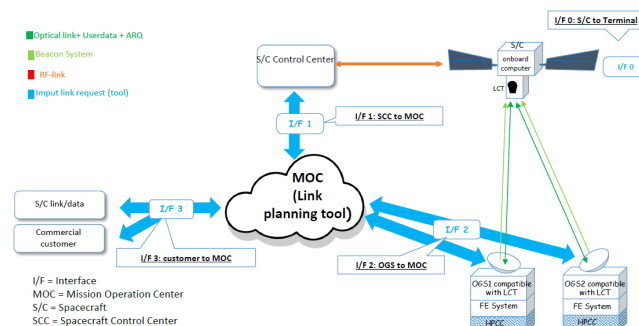 Optical link+ Userdata + ARQ
Beacon System
RF-link
Imput link request (tool)
I/F 0: S/C to Terminal
S/C
onboard
computer
LCT
I/F 0
S/C Control Center
I/F 1
I/F 1: SCC to MOC
MOC
(Link
planning tool)
S/C link/data
Commercial
customer
I/F 3
I/F 3: customer to MOC
I/F 2
I/F 2: OGS to MOC
OGS1 compatible
with LCT
FE System
HPCC
OGS2 compatible
with LCT
FE System
HPCC
I/F = Interface
MOC = Mission Operation Center
S/C = Spacecraft
SCC = Spacecraft Control Center